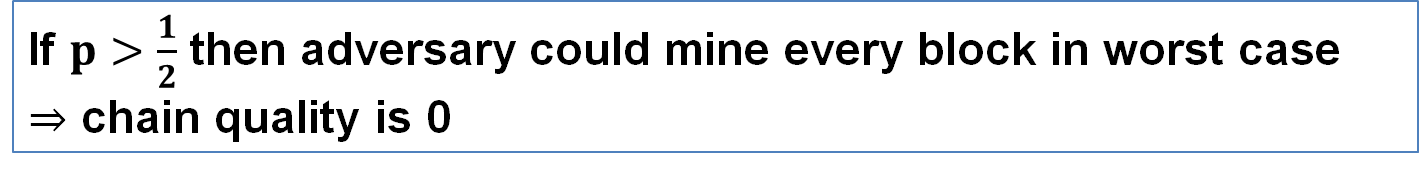 If p > 1/2 then adversary could mine every block in worst case
⇒ chain quality is 0